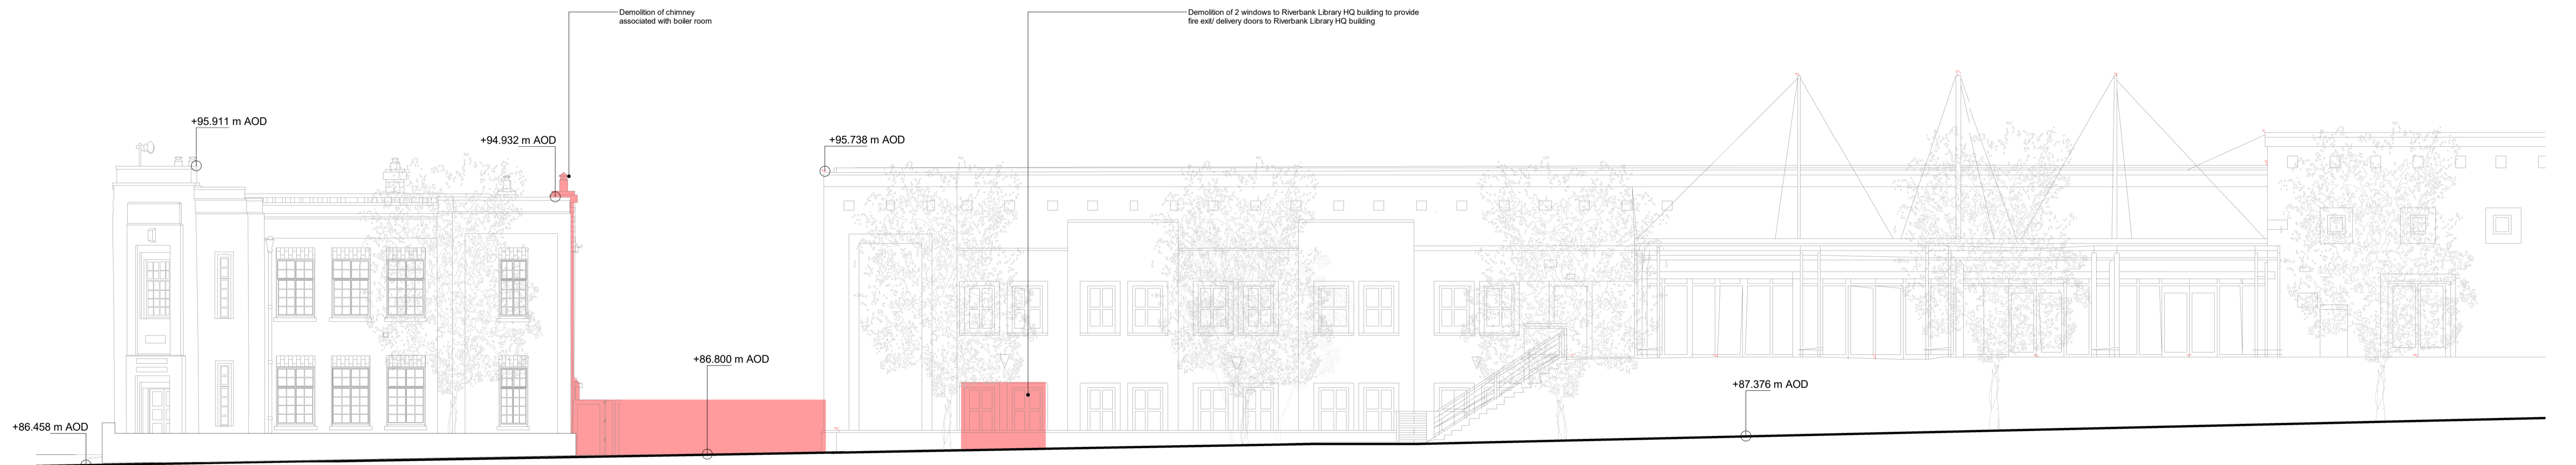 Demolition of chimney
associated with boiler room
Demolition of 2 windows to Riverbank Library HQ building to provide
fire exit/ delivery doors to Riverbank Library HQ building
+95.911 m AOD
+94.932 m AOD
+95.738 m AOD
+86.800 m AOD
+87.376 m AOD
+86.458 m AOD